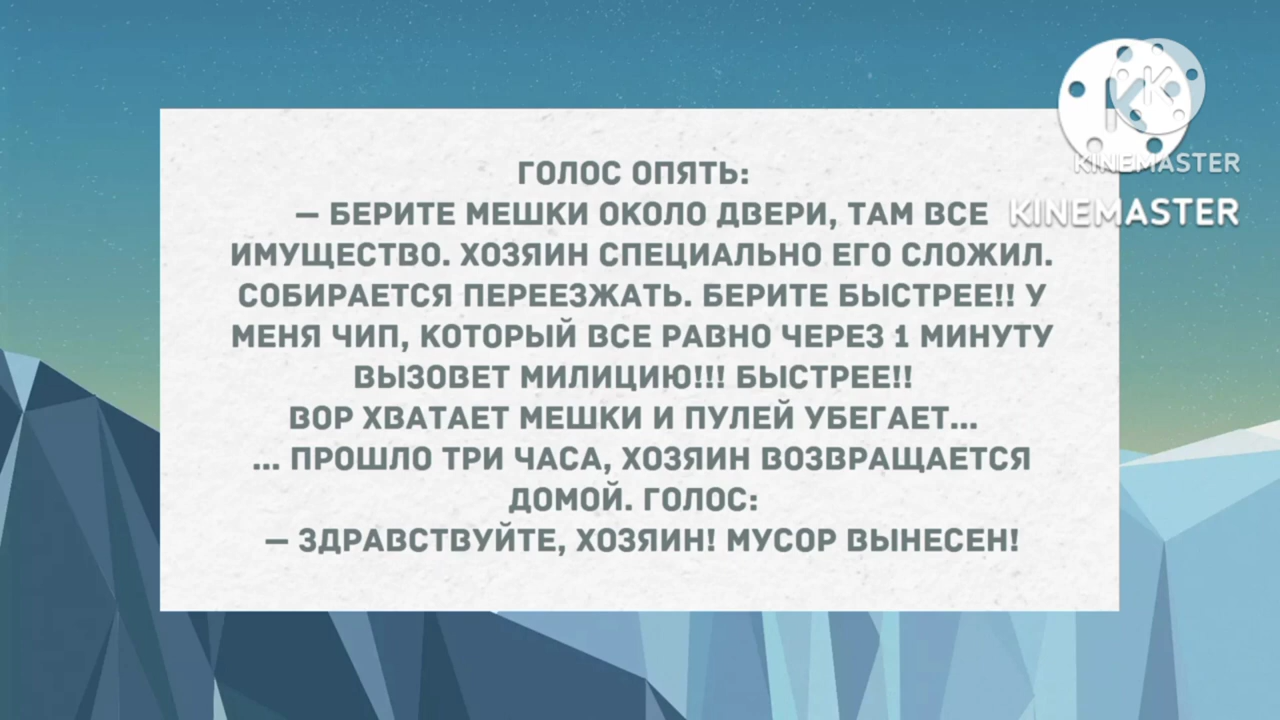 ГОЛОС ОПЯТЬ:
— БЕРИТЕ МЕШКИ ОКОЛО ДВЕРИ, ТАМ ВСЕ
ИМУЩЕСТВО. ХОЗЯИН СПЕЦИАЛЬНО ЕГО СЛОЖИЛ.
СОБИРАЕТСЯ ПЕРЕЕЗЖАТЬ. БЕРИТЕ БЫСТРЕЕ!! У
МЕНЯ ЧИП, КОТОРЫЙ ВСЕ РАВНО ЧЕРЕЗ 1 МИНУТУ
ВЫЗОВЕТ МИЛИЦИЮ!!! БЫСТРЕЕ!!
ВОР ХВАТАЕТ МЕШКИ И ПУЛЕЙ УБЕГАЕТ...
... ПРОШЛО ТРИ ЧАСА, ХОЗЯИН ВОЗВРАЩАЕТСЯ
ДОМОЙ. ГОЛОС:
— ЗДРАВСТВУЙТЕ, ХОЗЯИН! МУСОР ВЫНЕСЕН!
K
K
KINEMASTER
KINEMASTER